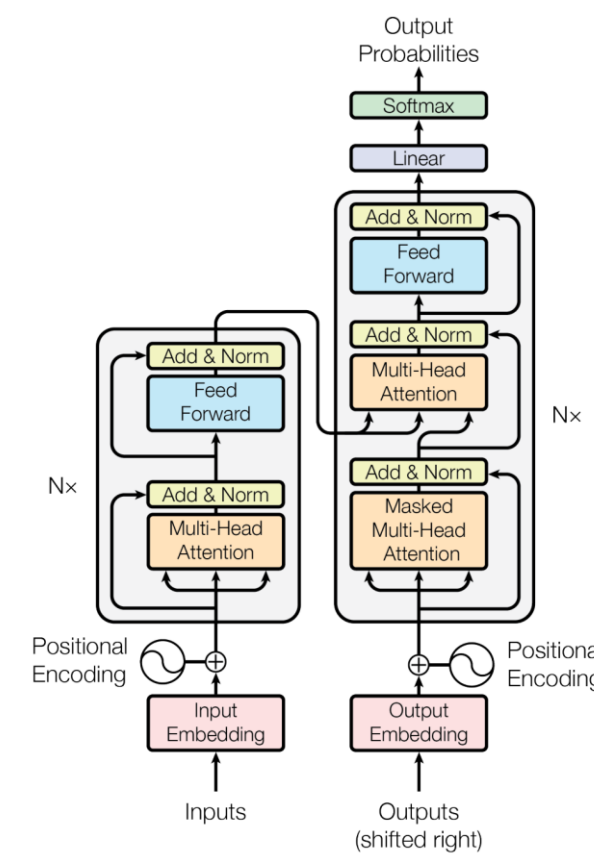 Output
Probabilities
Softmax
Linear
Add & Norm
Feed
Forward
Add & Norm
Multi-Head
Attention
Add & Norm
Masked
Multi-Head
Attention
N×
Add & Norm
Feed
Forward
Add & Norm
Multi-Head
Attention
N×
Positional
Encoding
Positiona
Encoding
Input
Embedding
Output
Embedding
Inputs
Outputs
(shifted right)